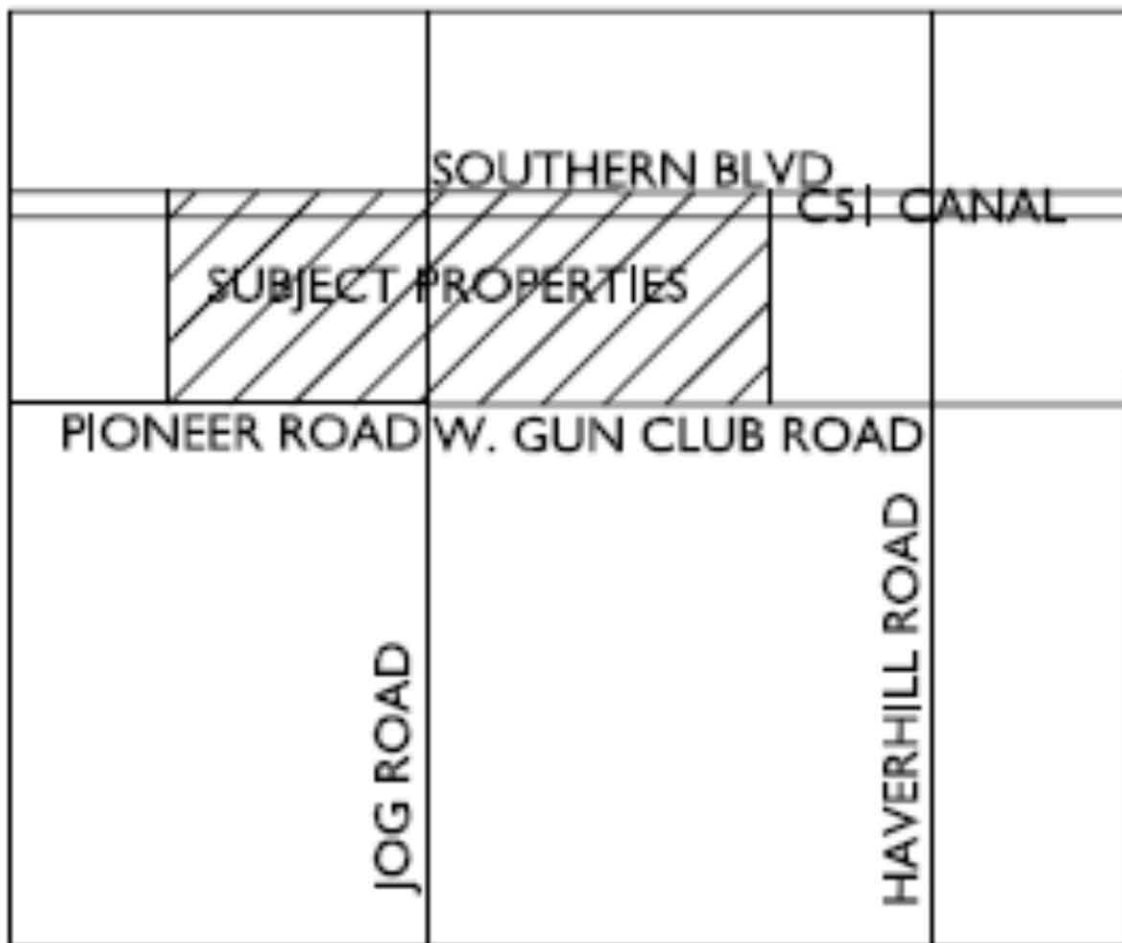 SOUTHERN BLVD
C51 CANAL
SUBJECT PROPERTIES
PIONEER ROAD
W. GUN CLUB ROAD
JOG ROAD
HAVERHILL ROAD